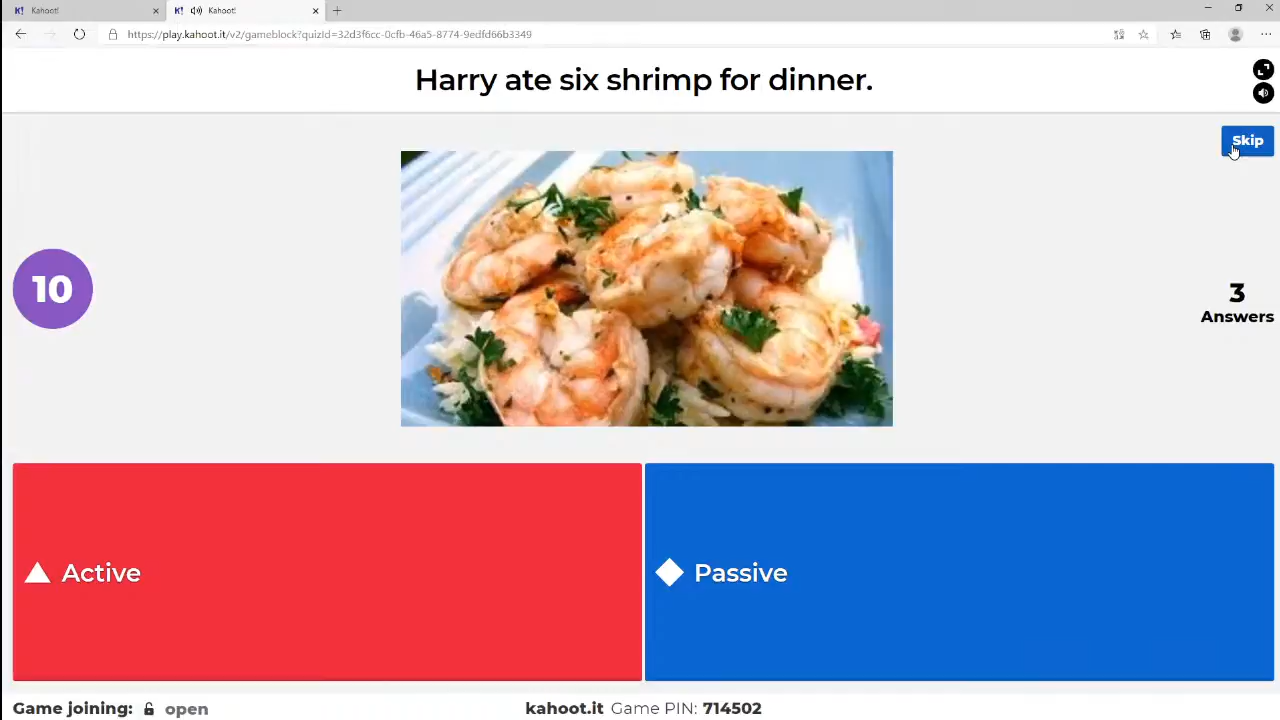 Kahoot!
Kahoot!
https://play.kahoot.it/v2/gameblock?quizId=32d3f6cc-0cfb-46a5-8774-9edfd66b3349
Harry ate six shrimp for dinner.
Skip
10
3
Answers
Active
Passive
Game joining: open
kahoot.it Game PIN: 714502